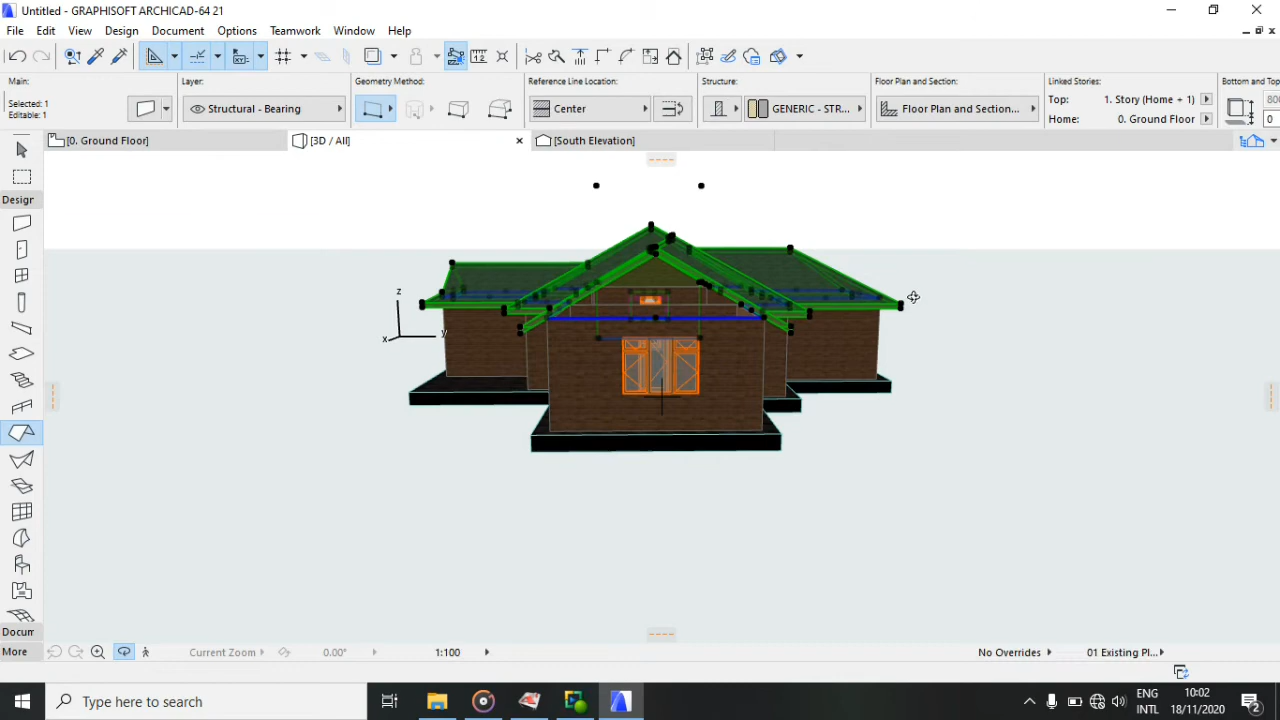 Untitled - GRAPHISOFT ARCHICAD-64 21
File Edit View Design Document Options Teamwork Window Help
Main: Layer: Geometry Method: Reference Line Location: Structure: Floor Plan and Section: Linked Stories: Bottom and Top
Selected: 1
Editable: 1
Structural - Bearing
Center
GENERIC - STR...
Floor Plan and Section...
Top: 1. Story (Home + 1)
Home: 0. Ground Floor
0
[0. Ground Floor]
[3D / All]
[South Elevation]
Design
z
x
y
Docum
More
Current Zoom
0.00°
1:100
No Overrides
01 Existing Pl...
Type here to search
ENG
INTL
10:02
18/11/2020
2